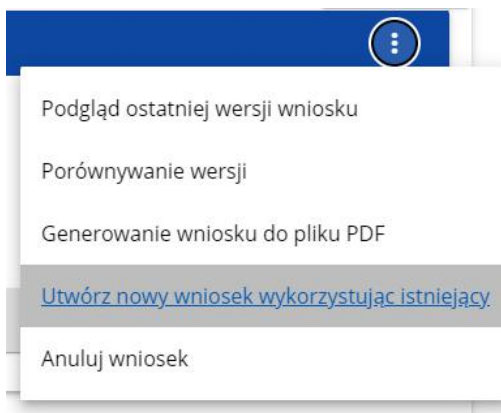 Podgląd ostatniej wersji wniosku
Porównywanie wersji
Generowanie wniosku do pliku PDF
Utwórz nowy wniosek wykorzystując istniejący
Anuluj wniosek